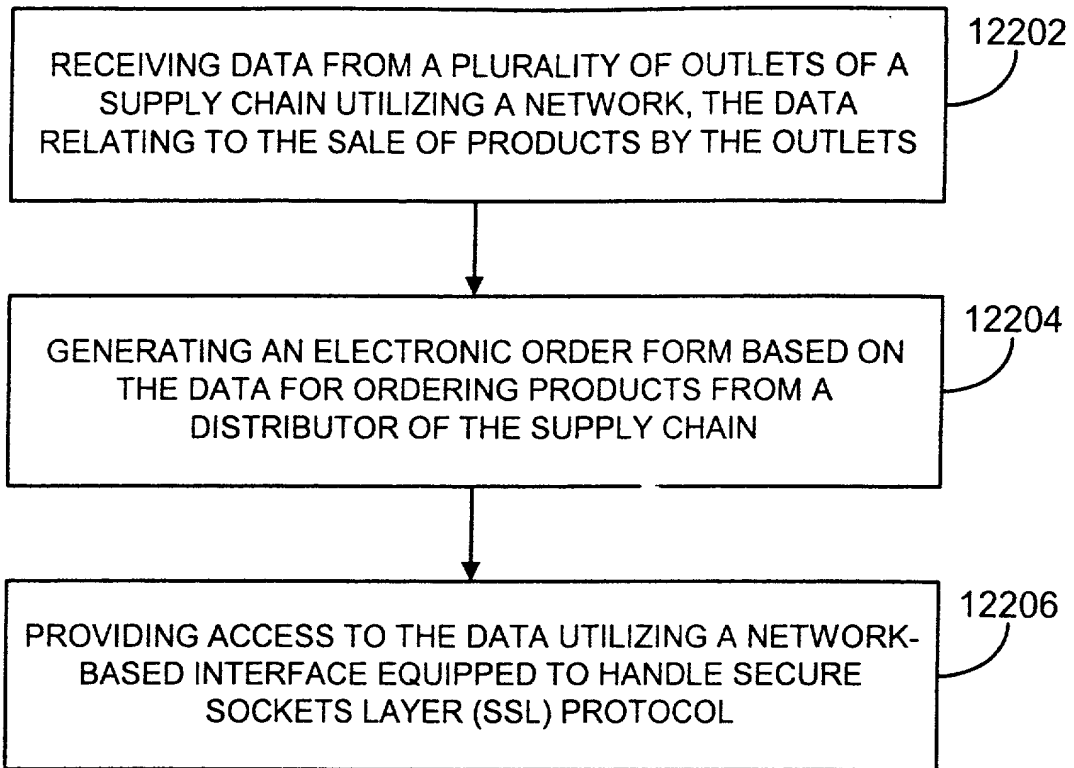 12202
RECEIVING DATA FROM A PLURALITY OF OUTLETS OF A
SUPPLY CHAIN UTILIZING A NETWORK, THE DATA
RELATING TO THE SALE OF PRODUCTS BY THE OUTLETS
12204
GENERATING AN ELECTRONIC ORDER FORM BASED ON
THE DATA FOR ORDERING PRODUCTS FROM A
DISTRIBUTOR OF THE SUPPLY CHAIN
12206
PROVIDING ACCESS TO THE DATA UTILIZING A NETWORK-
BASED INTERFACE EQUIPPED TO HANDLE SECURE
SOCKETS LAYER (SSL) PROTOCOL